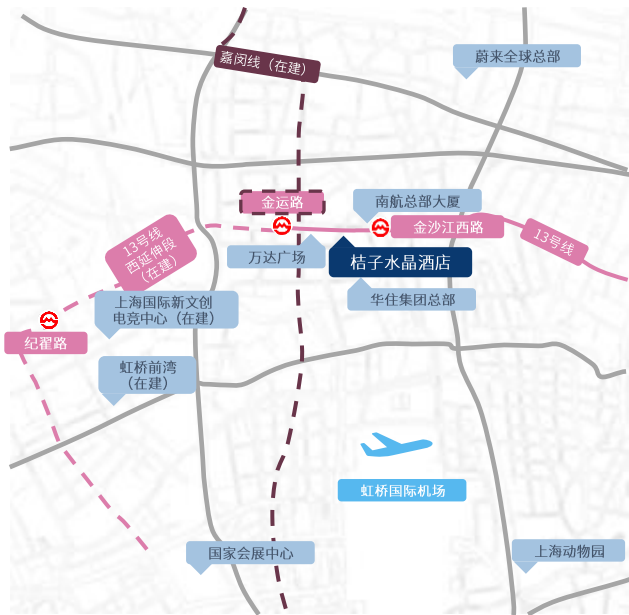 蔚来全球总部
嘉闵线（在建）
金运路
南航总部大厦
金沙江西路
13号线
13号线
西延伸段
（在建）
万达广场
桔子水晶酒店
华住集团总部
上海国际新文创
电竞中心（在建）
纪翟路
虹桥前湾
（在建）
虹桥国际机场
国家会展中心
上海动物园